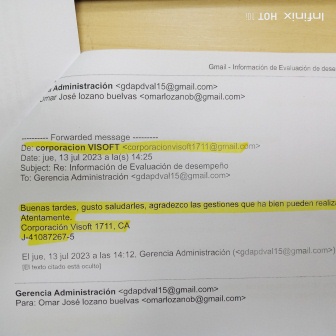 Infinix HOT
Gmail - Información de Evaluación de dese
Administración <gdapdval15@gmail.com>
Omar José lozano buelvas <omarlozanob@gmail.com>
---------- Forwarded message ---------
De: corporacion VISOFT <corporacionvisoft1711@gmail.com>
Date: jue, 13 jul 2023 a la(s) 14:25
Subject: Re: Información de Evaluación de desempeño
To: Gerencia Administración <gdapdval15@gmail.com>
Buenas tardes, gusto saludarles, agradezco las gestiones que ha bien pueden realiza
Atentamente.
Corporación Visoft 1711, CA
J-41087267-5
El jue, 13 jul 2023 a las 14:12, Gerencia Administración (<gdapdval15@gmail.com>)
[El texto citado está oculto]
Gerencia Administración <gdapdval15@gmail.com>
Para: Omar José lozano buelvas <omarlozanob@gmail.com>